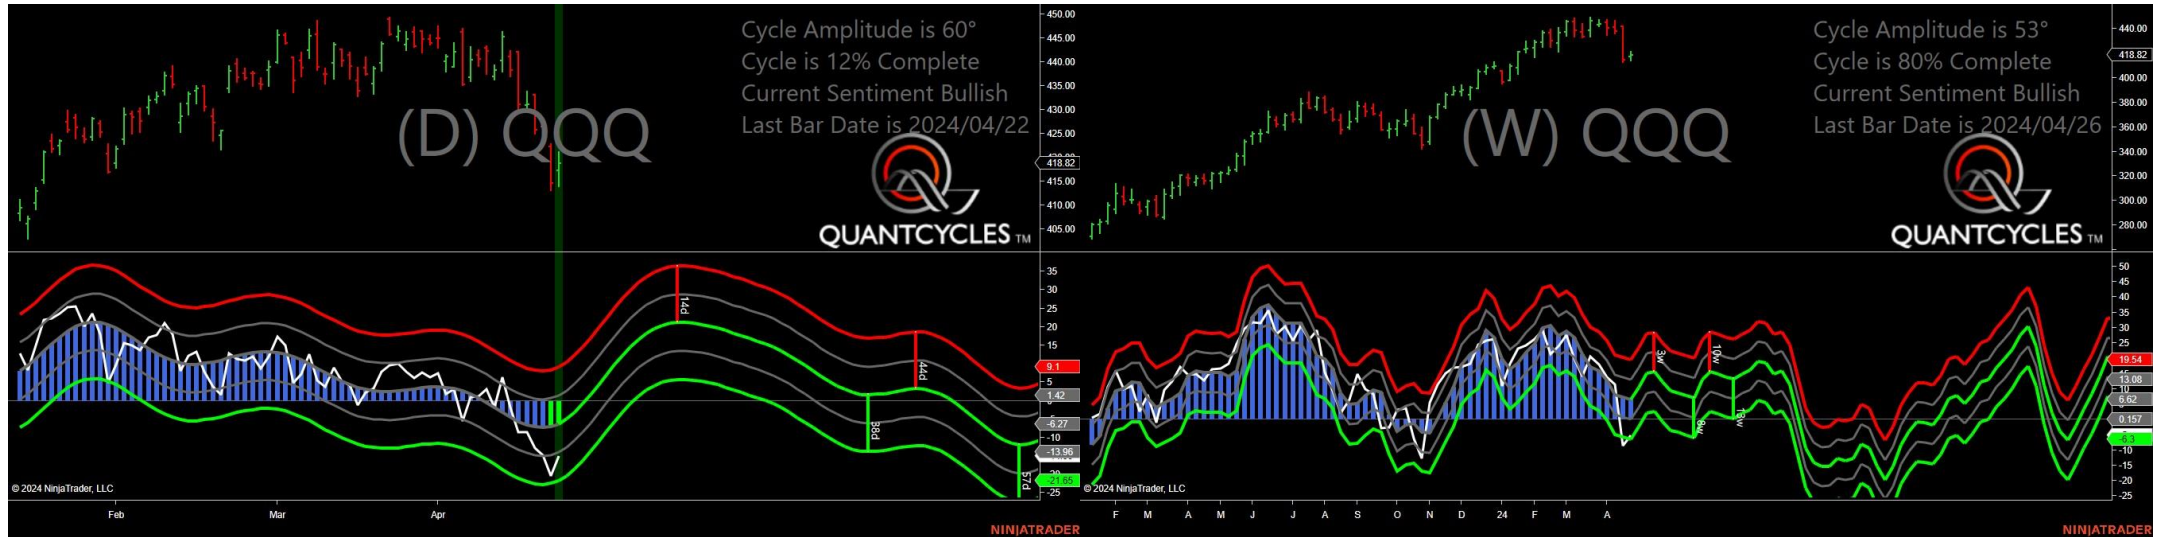 Cycle Amplitude is 60°
Cycle is 12% Complete
Current Sentiment Bullish
Last Bar Date is 2024/04/22
(D) QQQ
QUANTCYCLES TM
450.00
445.00
440.00
435.00
430.00
425.00
418.82
415.00
410.00
405.00
35
30
25
20
15
9.1
5
1.42
-6.27
-10
-13.96
-21.65
-25
14d
44d
38d
57d
© 2024 NinjaTrader, LLC
Feb Mar Apr
NINJATRADER
Cycle Amplitude is 53°
Cycle is 80% Complete
Current Sentiment Bullish
Last Bar Date is 2024/04/26
(W) QQQ
QUANTCYCLES TM
440.00
418.82
400.00
380.00
360.00
340.00
320.00
300.00
280.00
50
45
40
35
30
25
19.54
13.08
6.62
0.157
-6.3
-10
-15
-20
-25
3w
10w
13w
© 2024 NinjaTrader, LLC
F M A M J J A S O N D 24 F M A
NINJATRADER